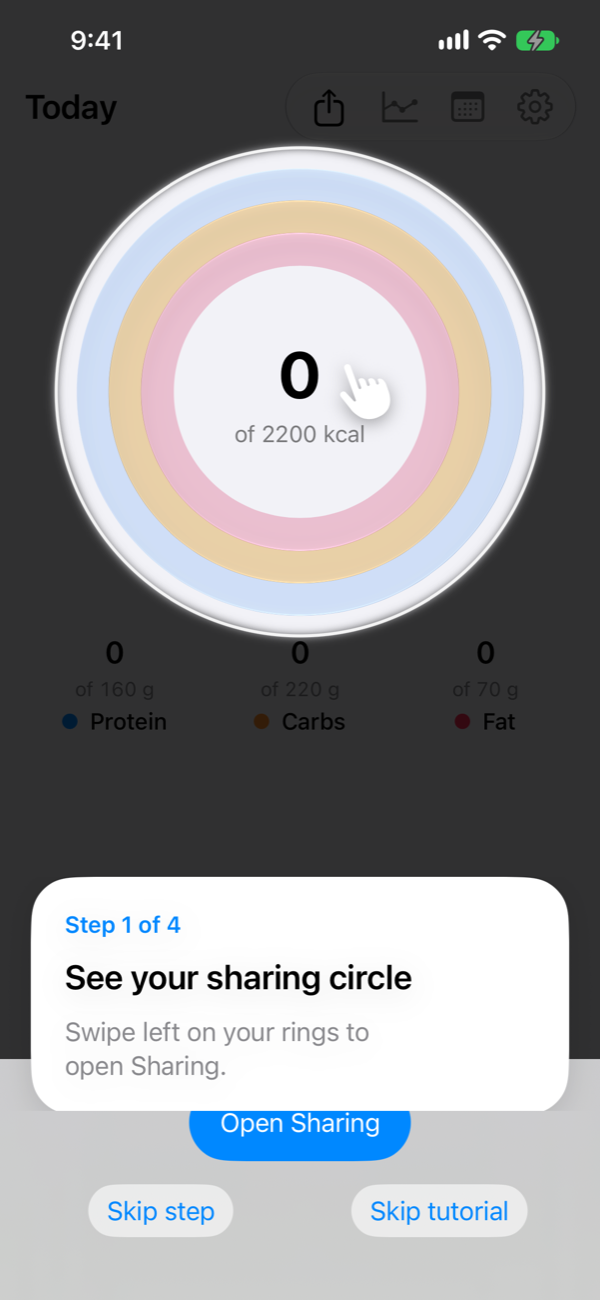 9:41
Today
0
of 2200 kcal
0
0
0
of 160 g
of 220 g
of 70 g
Protein
Carbs
Fat
Step 1 of 4
See your sharing circle
Swipe left on your rings to
open Sharing.
Open Sharing
Skip step
Skip tutorial